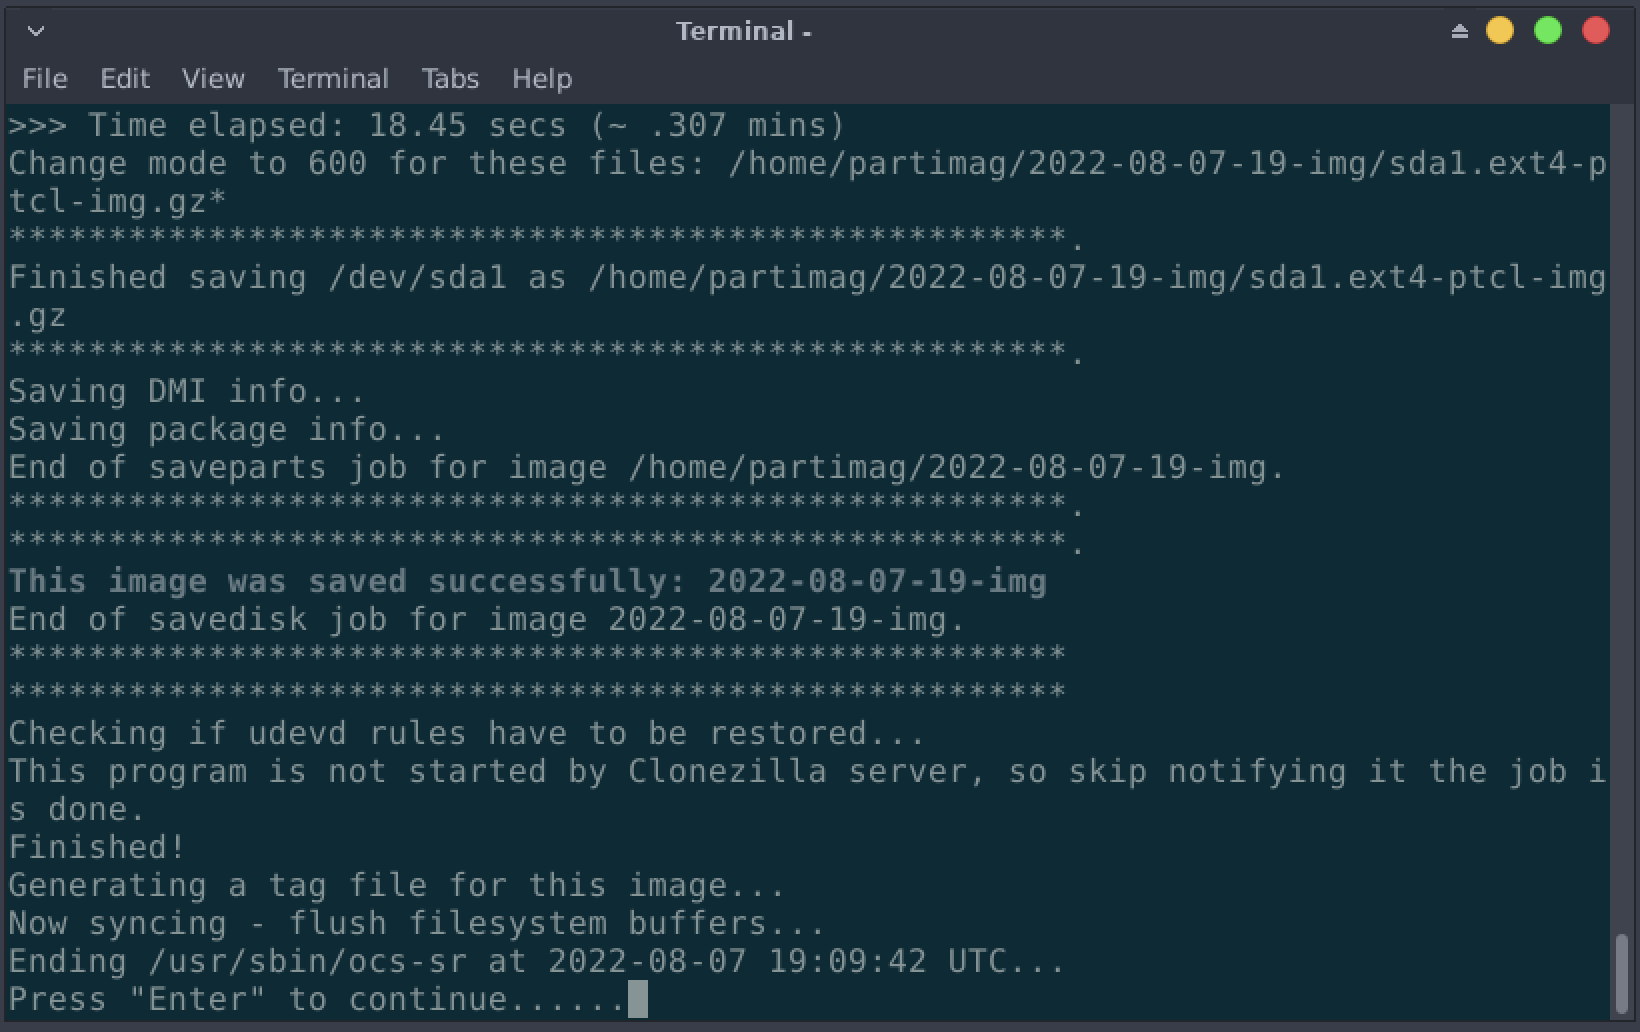 Terminal -
File Edit View Terminal Tabs Help
>>> Time elapsed: 18.45 secs (~ .307 mins)
Change mode to 600 for these files: /home/partimag/2022-08-07-19-img/sda1.ext4-p
tcl-img.gz*
*****************************************************.
Finished saving /dev/sda1 as /home/partimag/2022-08-07-19-img/sda1.ext4-ptcl-img
.gz
*****************************************************.
Saving DMI info...
Saving package info...
End of saveparts job for image /home/partimag/2022-08-07-19-img.
*****************************************************.
*****************************************************.
This image was saved successfully: 2022-08-07-19-img
End of savedisk job for image 2022-08-07-19-img.
*****************************************************
*****************************************************
Checking if udevd rules have to be restored...
This program is not started by Clonezilla server, so skip notifying it the job i
s done.
Finished!
Generating a tag file for this image...
Now syncing - flush filesystem buffers...
Ending /usr/sbin/ocs-sr at 2022-08-07 19:09:42 UTC...
Press "Enter" to continue......